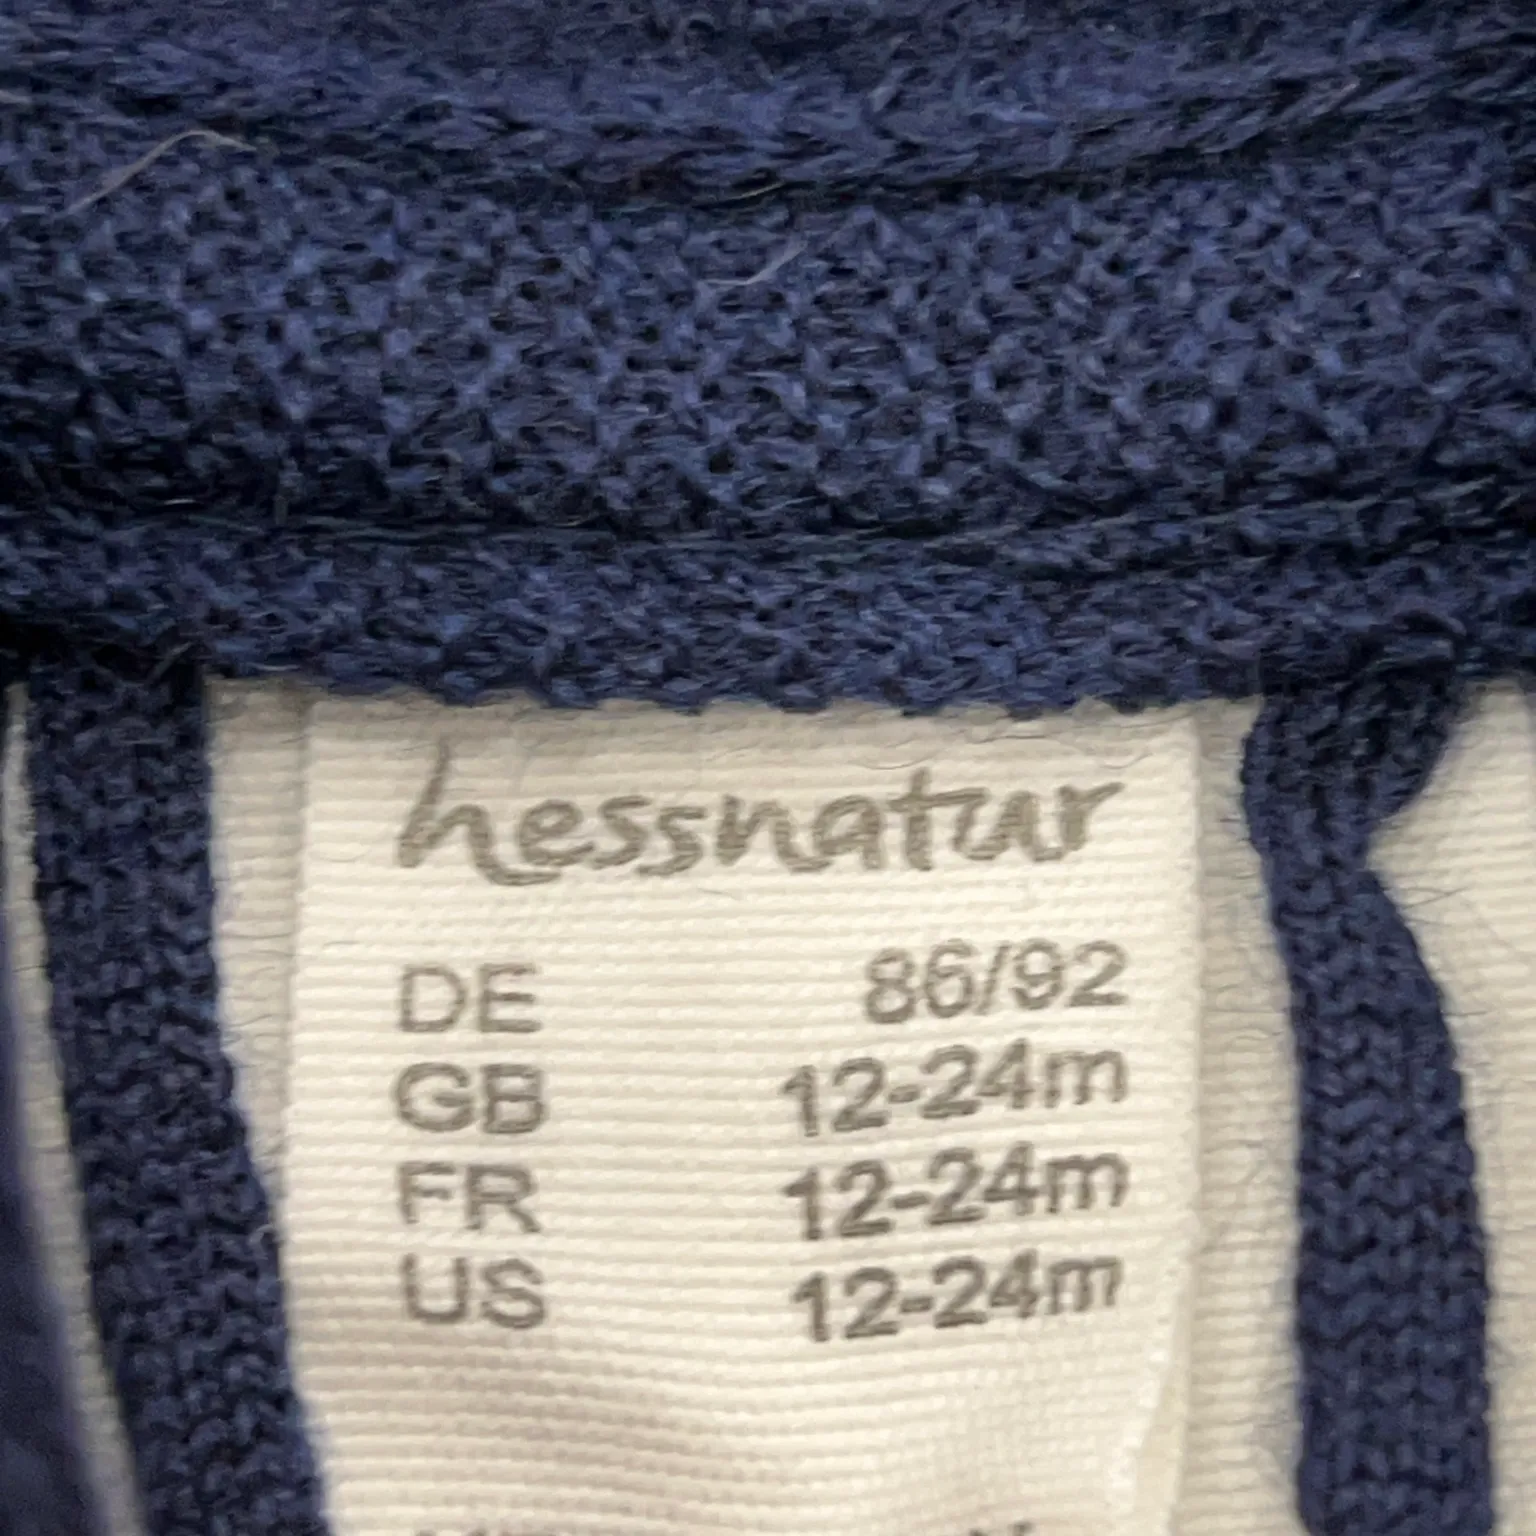 hessnatur
DE 86/92
GB 12-24m
FR 12-24m
US 12-24m